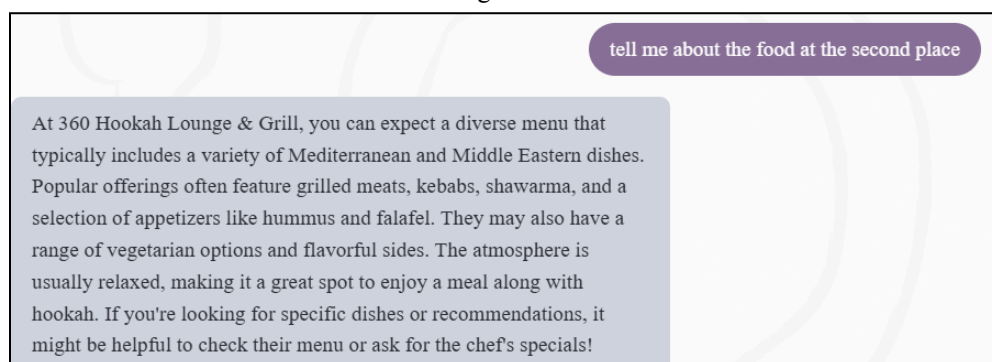 tell me about the food at the second place
At 360 Hookah Lounge & Grill, you can expect a diverse menu that
typically includes a variety of Mediterranean and Middle Eastern dishes.
Popular offerings often feature grilled meats, kebabs, shawarma, and a
selection of appetizers like hummus and falafel. They may also have a
range of vegetarian options and flavorful sides. The atmosphere is
usually relaxed, making it a great spot to enjoy a meal along with
hookah. If you're looking for specific dishes or recommendations, it
might be helpful to check their menu or ask for the chef's specials!